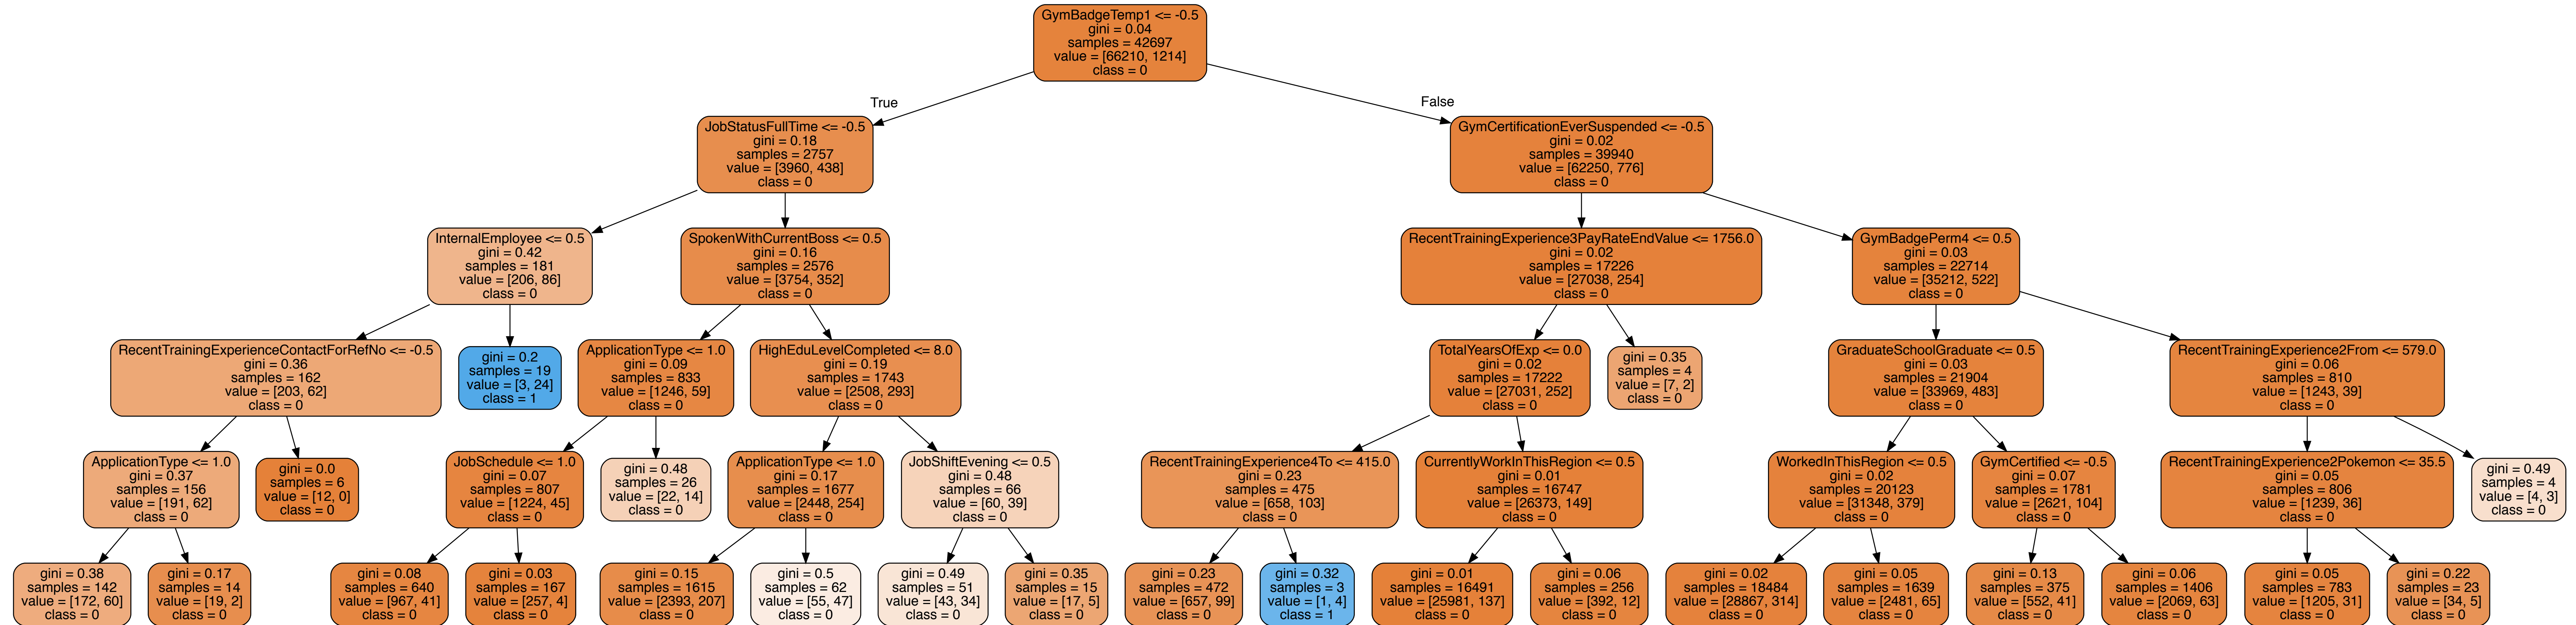 GymBadgeTemp1 <= -0.5
gini = 0.04
samples = 42697
value = [66210, 1214]
class = 0
True
False
JobStatusFullTime <= -0.5
gini = 0.18
samples = 2757
value = [3960, 438]
class = 0
GymCertificationEverSuspended <= -0.5
gini = 0.02
samples = 39940
value = [62250, 776]
class = 0
InternalEmployee <= 0.5
gini = 0.42
samples = 181
value = [206, 86]
class = 0
SpokenWithCurrentBoss <= 0.5
gini = 0.16
samples = 2576
value = [3754, 352]
class = 0
RecentTrainingExperience3PayRateEndValue <= 1756.0
gini = 0.02
samples = 17226
value = [27038, 254]
class = 0
GymBadgePerm4 <= 0.5
gini = 0.03
samples = 22714
value = [35212, 522]
class = 0
RecentTrainingExperienceContactForRefNo <= -0.5
gini = 0.36
samples = 162
value = [203, 62]
class = 0
gini = 0.2
samples = 19
value = [3, 24]
class = 1
ApplicationType <= 1.0
gini = 0.09
samples = 833
value = [1246, 59]
class = 0
HighEduLevelCompleted <= 8.0
gini = 0.19
samples = 1743
value = [2508, 293]
class = 0
TotalYearsOfExp <= 0.0
gini = 0.02
samples = 17222
value = [27031, 252]
class = 0
gini = 0.35
samples = 4
value = [7, 2]
class = 0
GraduateSchoolGraduate <= 0.5
gini = 0.03
samples = 21904
value = [33969, 483]
class = 0
RecentTrainingExperience2From <= 579.0
gini = 0.06
samples = 810
value = [1243, 39]
class = 0
ApplicationType <= 1.0
gini = 0.37
samples = 156
value = [191, 62]
class = 0
gini = 0.0
samples = 6
value = [12, 0]
class = 0
JobSchedule <= 1.0
gini = 0.07
samples = 807
value = [1224, 45]
class = 0
gini = 0.48
samples = 26
value = [22, 14]
class = 0
ApplicationType <= 1.0
gini = 0.17
samples = 1677
value = [2448, 254]
class = 0
JobShiftEvening <= 0.5
gini = 0.48
samples = 66
value = [60, 39]
class = 0
RecentTrainingExperience4To <= 415.0
gini = 0.23
samples = 475
value = [658, 103]
class = 0
CurrentlyWorkInThisRegion <= 0.5
gini = 0.01
samples = 16747
value = [26373, 149]
class = 0
WorkedInThisRegion <= 0.5
gini = 0.02
samples = 20123
value = [31348, 379]
class = 0
GymCertified <= -0.5
gini = 0.07
samples = 1781
value = [2621, 104]
class = 0
RecentTrainingExperience2Pokemon <= 35.5
gini = 0.05
samples = 806
value = [1239, 36]
class = 0
gini = 0.49
samples = 4
value = [4, 3]
class = 0
gini = 0.38
samples = 142
value = [172, 60]
class = 0
gini = 0.17
samples = 14
value = [19, 2]
class = 0
gini = 0.08
samples = 640
value = [967, 41]
class = 0
gini = 0.03
samples = 167
value = [257, 4]
class = 0
gini = 0.15
samples = 1615
value = [2393, 207]
class = 0
gini = 0.5
samples = 62
value = [55, 47]
class = 0
gini = 0.49
samples = 51
value = [43, 34]
class = 0
gini = 0.35
samples = 15
value = [17, 5]
class = 0
gini = 0.23
samples = 472
value = [657, 99]
class = 0
gini = 0.32
samples = 3
value = [1, 4]
class = 1
gini = 0.01
samples = 16491
value = [25981, 137]
class = 0
gini = 0.06
samples = 256
value = [392, 12]
class = 0
gini = 0.02
samples = 18484
value = [28867, 314]
class = 0
gini = 0.05
samples = 1639
value = [2481, 65]
class = 0
gini = 0.13
samples = 375
value = [552, 41]
class = 0
gini = 0.06
samples = 1406
value = [2069, 63]
class = 0
gini = 0.05
samples = 783
value = [1205, 31]
class = 0
gini = 0.22
samples = 23
value = [34, 5]
class = 0